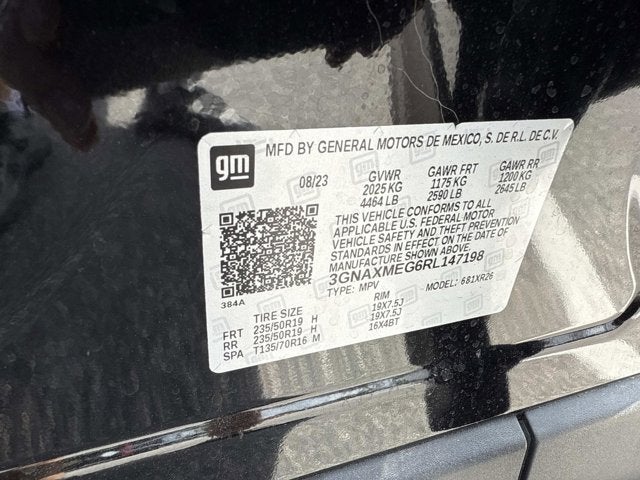 gm
MFD BY GENERAL MOTORS DE MEXICO, S. DE R.L. DE C.V.
08/23 GVWR GAWR FRT GAWR RR
2025 KG 1175 KG 1200 KG
4464 LB 2590 LB 2645 LB
THIS VEHICLE CONFORMS TO ALL
APPLICABLE U.S. FEDERAL MOTOR
VEHICLE SAFETY AND THEFT PREVENTION
STANDARDS IN EFFECT ON THE DATE OF
MANUFACTURE SHOWN ABOVE.
3GNAXMEG6RL147198
TYPE: MPV MODEL: 681XR26
384A
TIRE SIZE RIM
FRT 235/50R19 H 19X7.5J
RR 235/50R19 H 19X7.5J
SPA T135/70R16 M 16X4BT